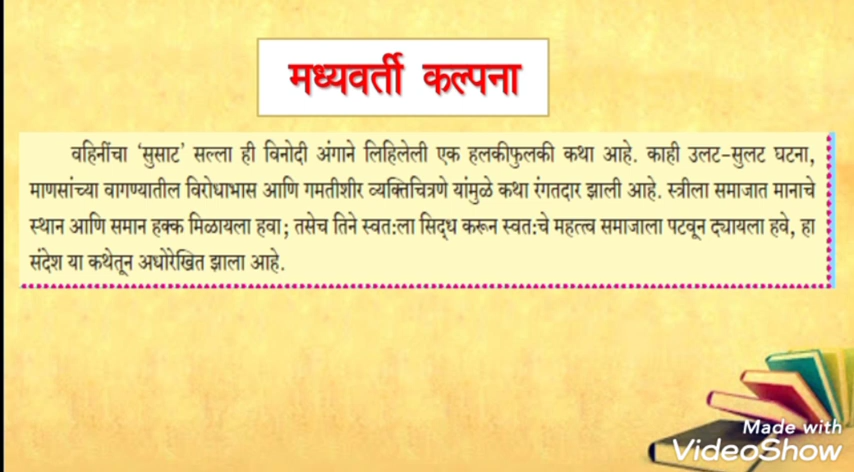 मध्यवर्ती कल्पना
वहिनींचा ‘सुसाट’ सल्ला ही विनोदी अंगाने लिहिलेली एक हलकीफुलकी कथा आहे. काही उलट-सुलट घटना,
माणसांच्या वागण्यातील विरोधाभास आणि गमतीशीर व्यक्तिचित्रणे यांमुळे कथा रंगतदार झाली आहे. स्त्रीला समाजात मानाचे
स्थान आणि समान हक्क मिळायला हवा; तसेच तिने स्वत:ला सिद्ध करून स्वत:चे महत्त्व समाजाला पटवून द्यायला हवे, हा
संदेश या कथेतून अधोरेखित झाला आहे.
Made with
VideoShow